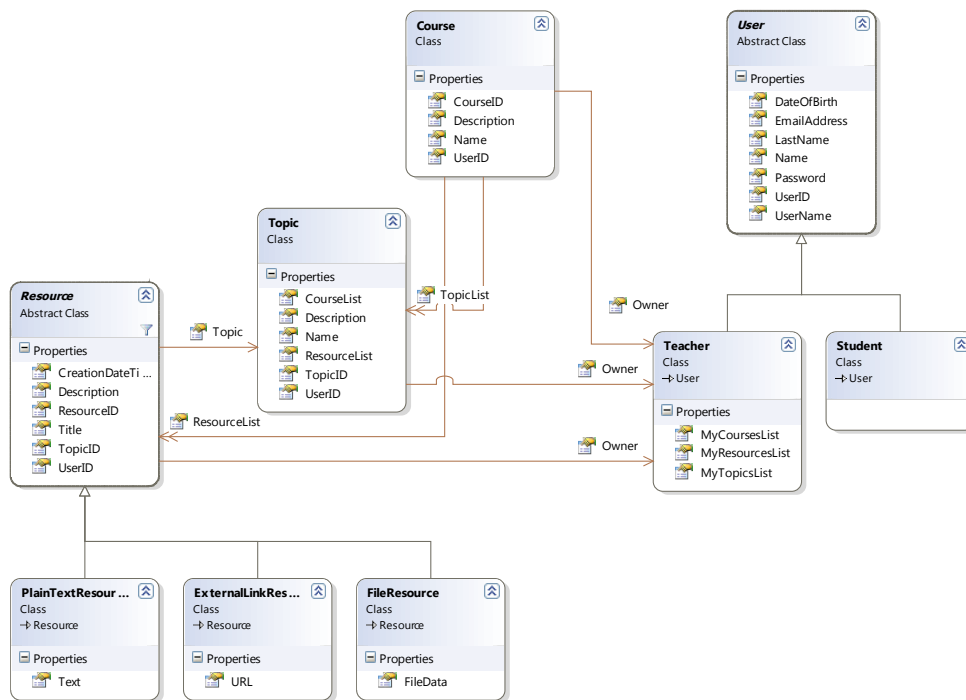 Course
Class
Properties
CourseID
Description
Name
UserID
User
Abstract Class
Properties
DateOfBirth
EmailAddress
LastName
Name
Password
UserID
UserName
Topic
Class
Properties
CourseList
Description
Name
ResourceList
TopicID
UserID
TopicList
Owner
Resource
Abstract Class
Properties
CreationDateTi ...
Description
ResourceID
Title
TopicID
UserID
Topic
ResourceList
Owner
Owner
Teacher
Class
User
Properties
MyCoursesList
MyResourcesList
MyTopicsList
Student
Class
User
PlainTextResour ...
Class
Resource
Properties
Text
ExternalLinkRes ...
Class
Resource
Properties
URL
FileResource
Class
Resource
Properties
FileData